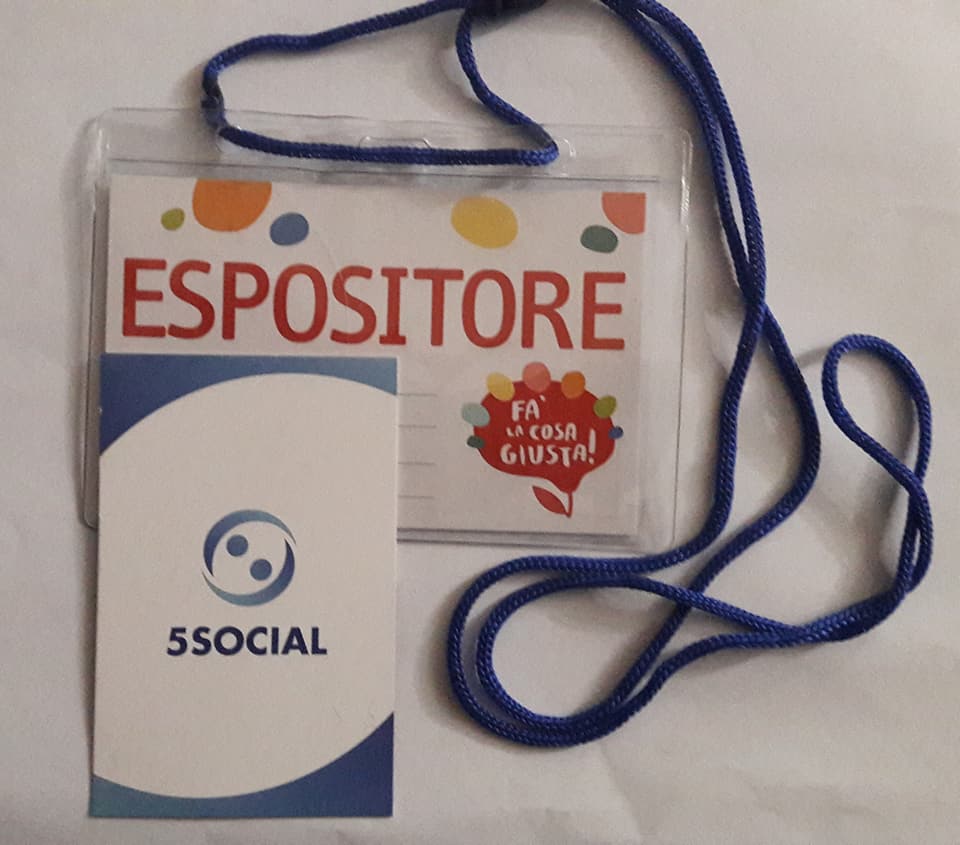 ESPOSITORE
FA'
LA COSA
GIUSTA!
5SOCIAL